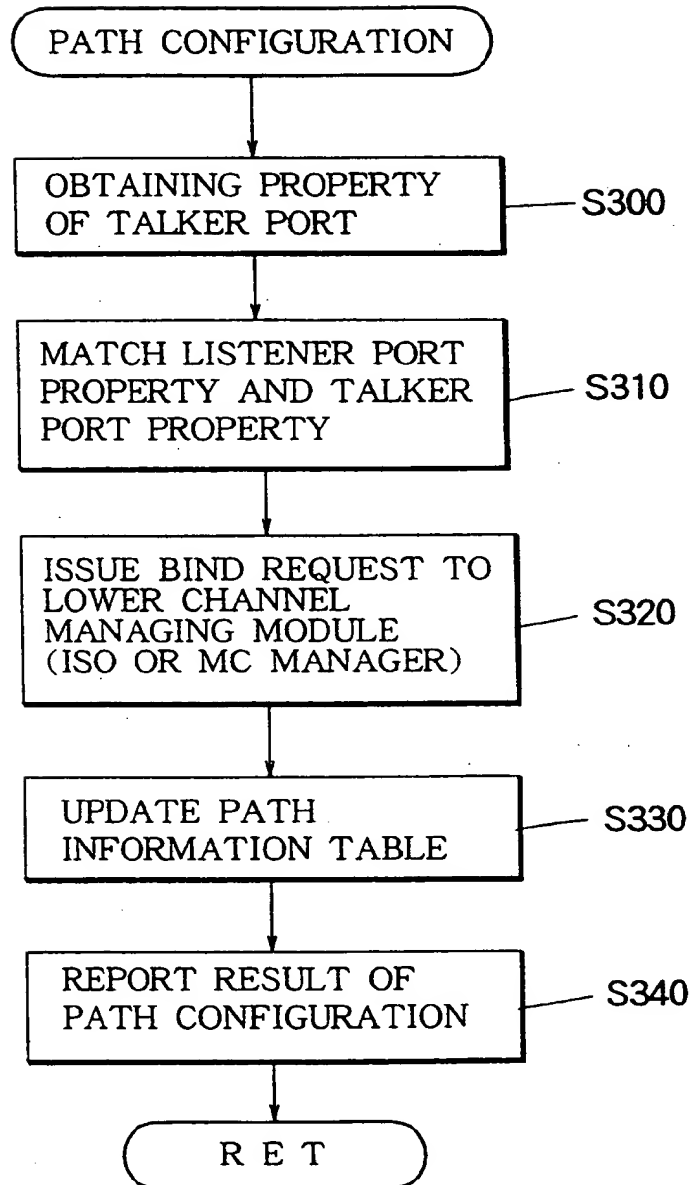 PATH CONFIGURATION
OBTAINING PROPERTY
OF TALKER PORT
S300
MATCH LISTENER PORT
PROPERTY AND TALKER
PORT PROPERTY
S310
ISSUE BIND REQUEST TO
LOWER CHANNEL
MANAGING MODULE
(ISO OR MC MANAGER)
S320
UPDATE PATH
INFORMATION TABLE
S330
REPORT RESULT OF
PATH CONFIGURATION
S340
R E T